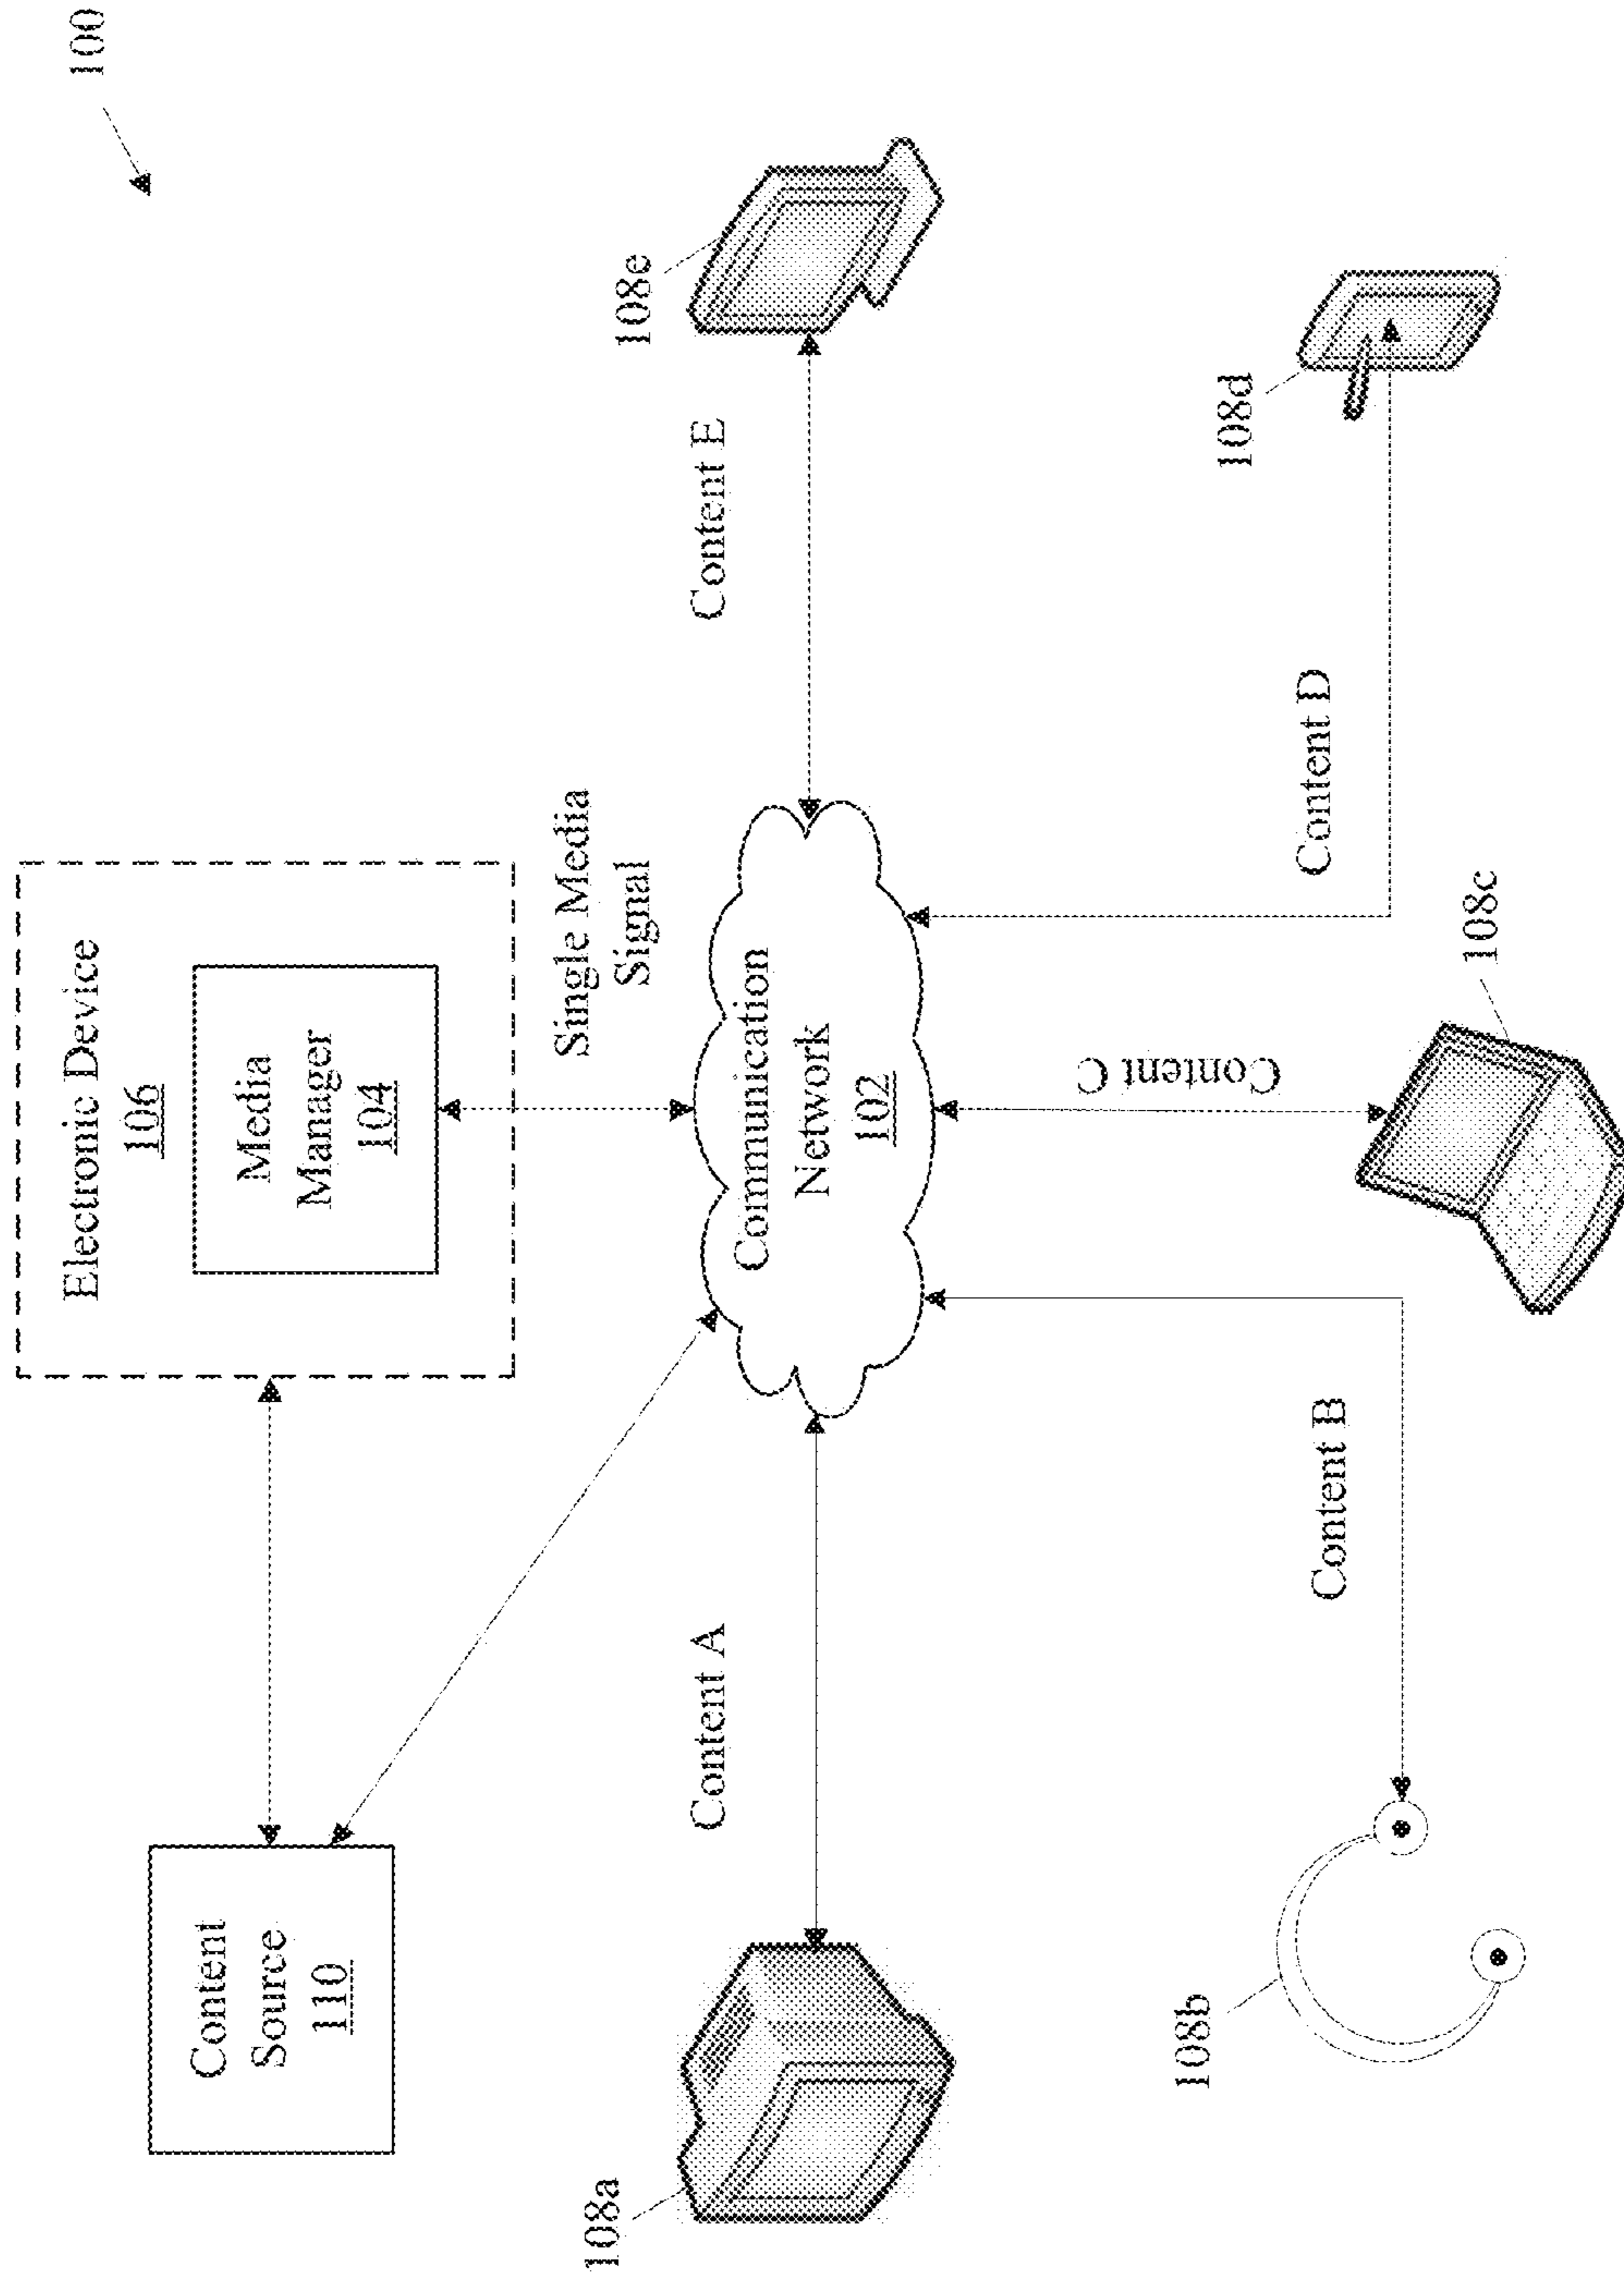 100
Content
Source
110
Electronic Device
106
Media
Manager
104
Single Media
Signal
108a
Content A
Communication
Network
102
Content E
108e
108b
Content B
Content C
108c
Content D
108d